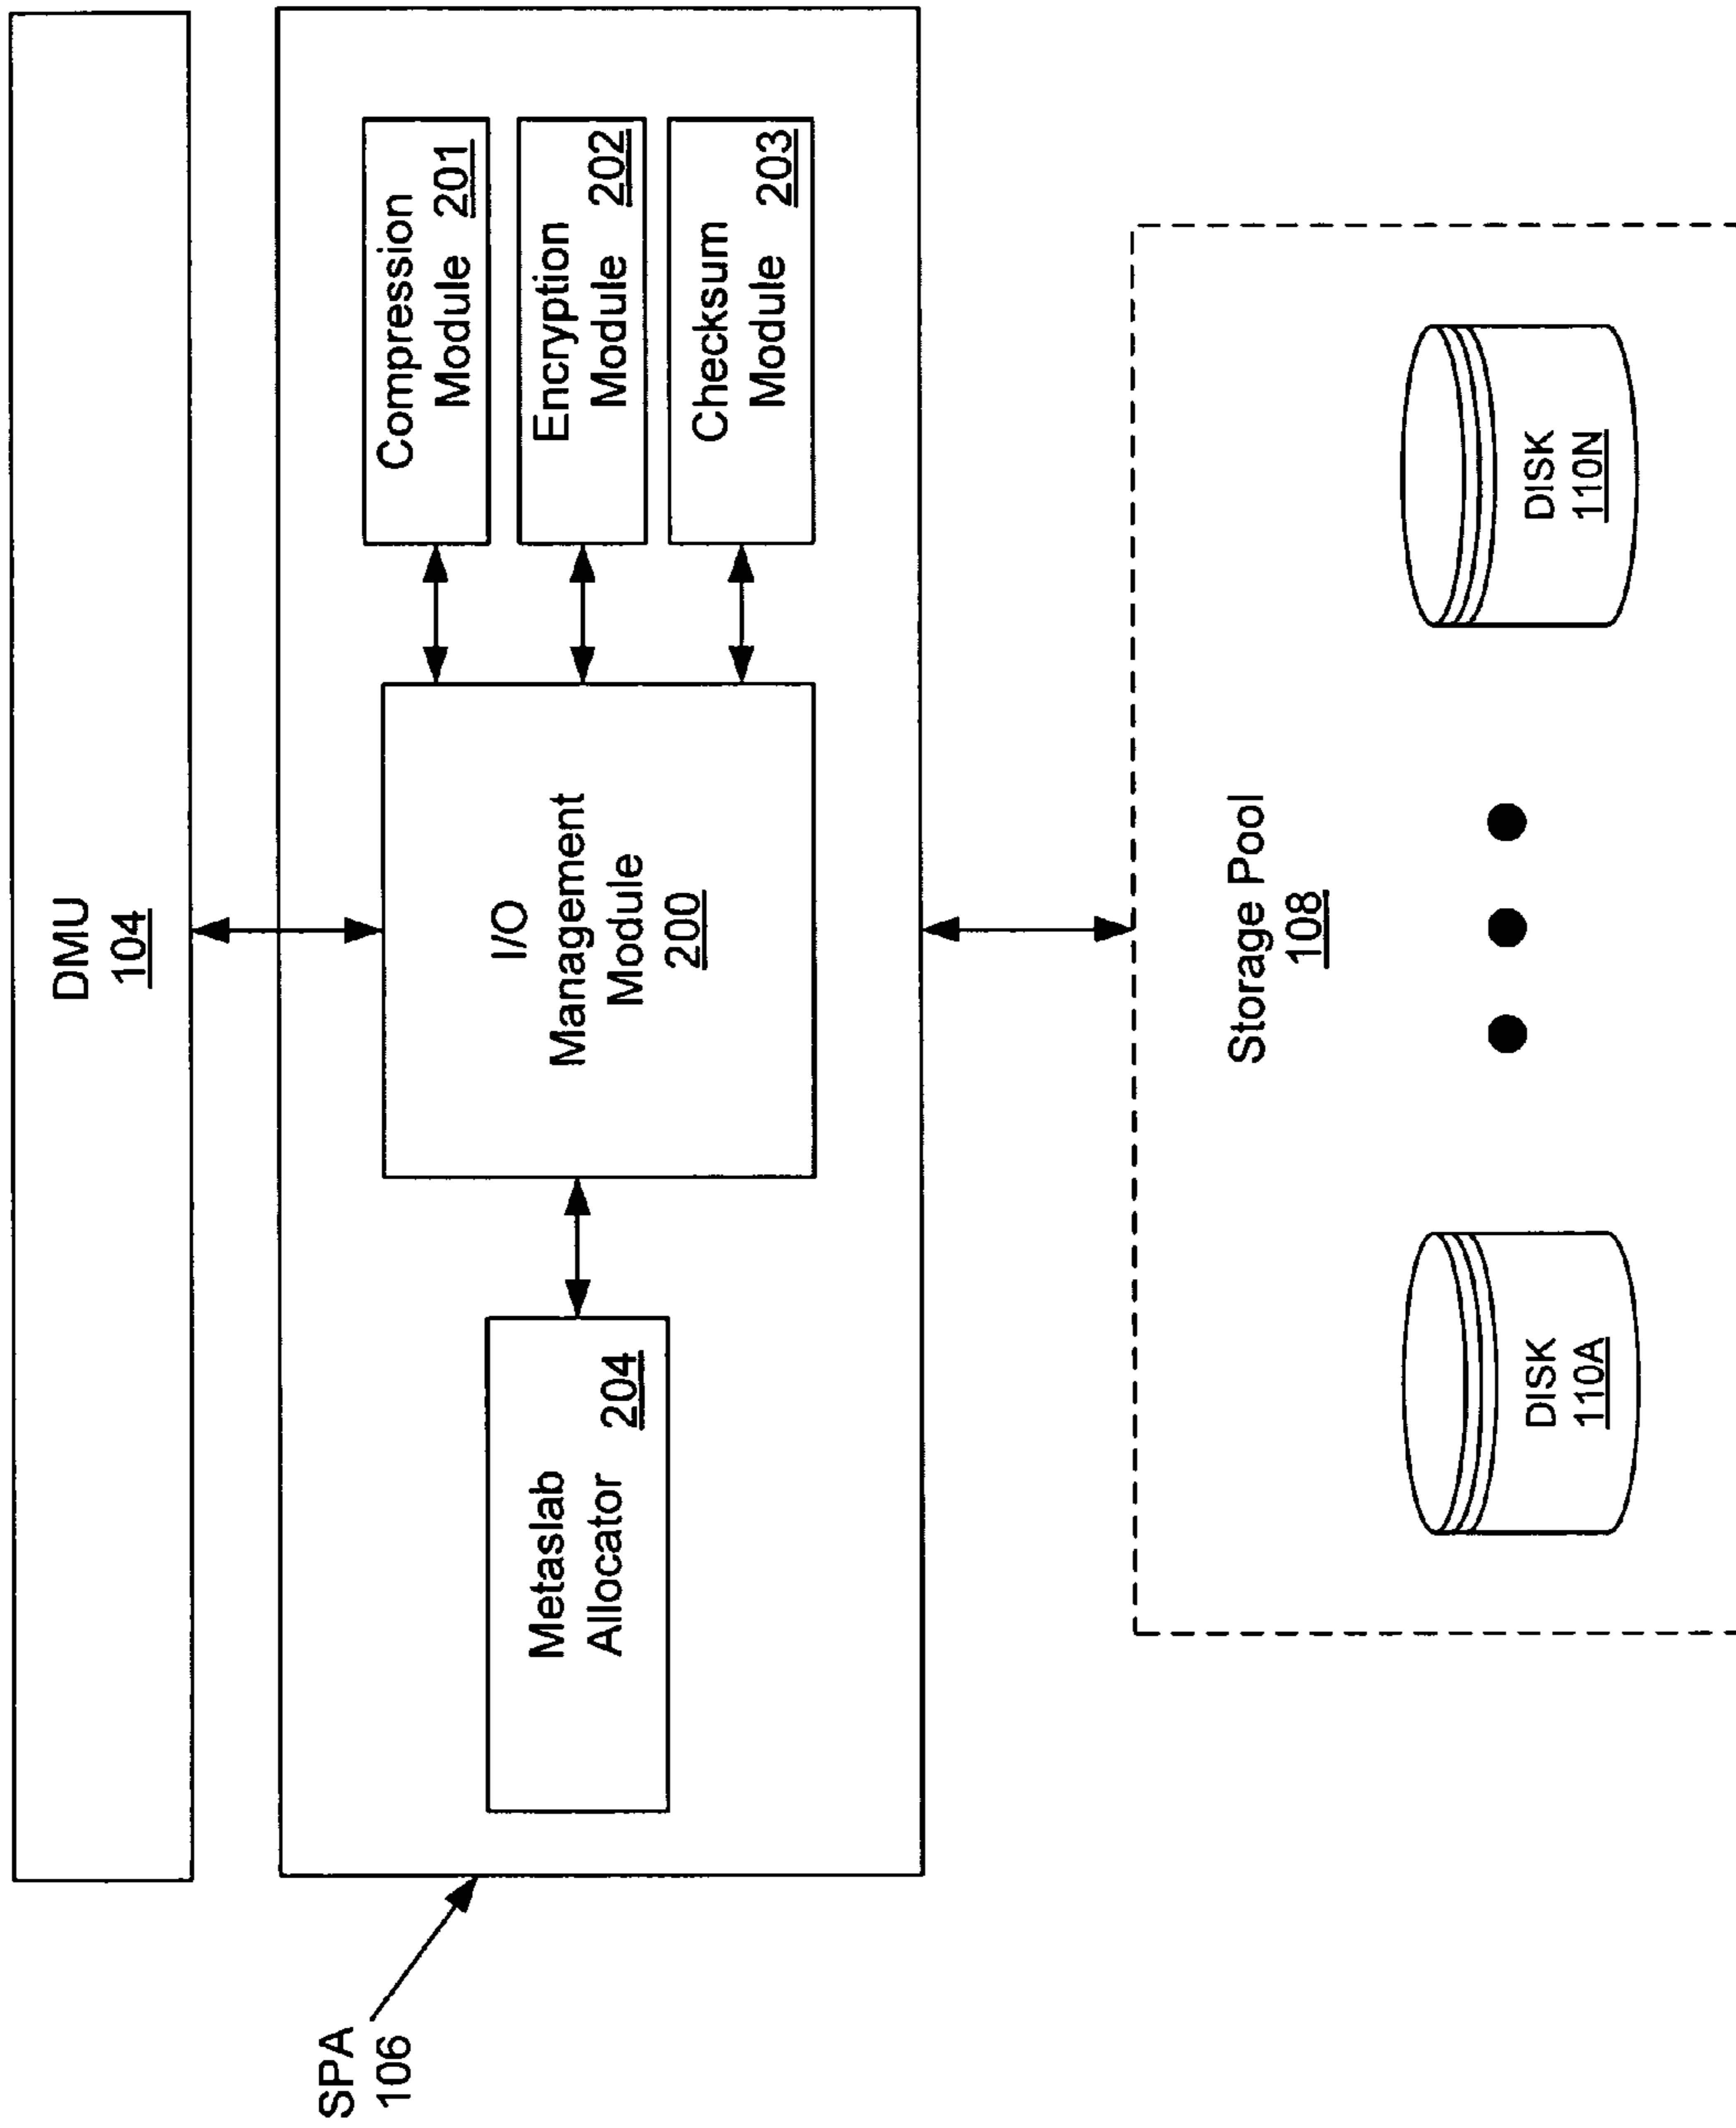 DMU
104
SPA
106
Metaslab
Allocator 204
I/O
Management
Module
200
Compression
Module 201
Encryption
Module 202
Checksum
Module 203
Storage Pool
108
DISK
110A
DISK
110N